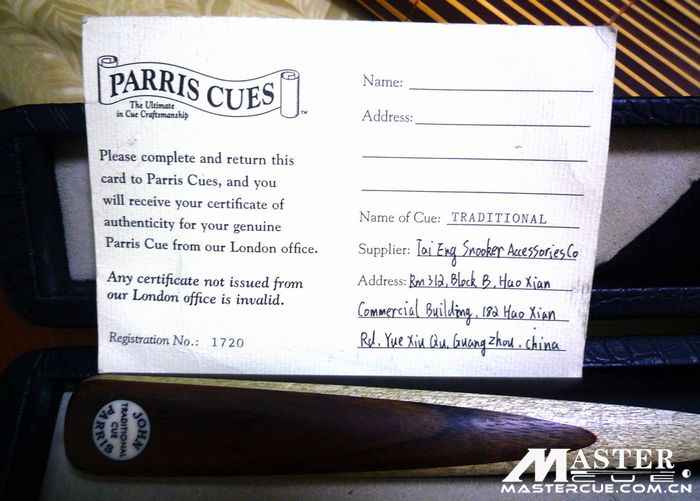 PARRIS CUES
TM
The Ultimate
in Cue Craftsmanship
Please complete and return this
card to Parris Cues, and you
will receive your certificate of
authenticity for your genuine
Parris Cue from our London office.
Any certificate not issued from
our London office is invalid.
Registration No.: 1720
Name:
Address:
Name of Cue: TRADITIONAL
Supplier: Tai Eng Snooker Accessories Co
Address: Rm 312, Block B, Hao Xian
Commercial Building, 182 Hao Xian
Rd, Yue Xiu Qu, Guang zhou, china
JOHN
TRADITIONAL
CUE
PARRIS
MASTER
CUE
MASTERCUE.COM.CN